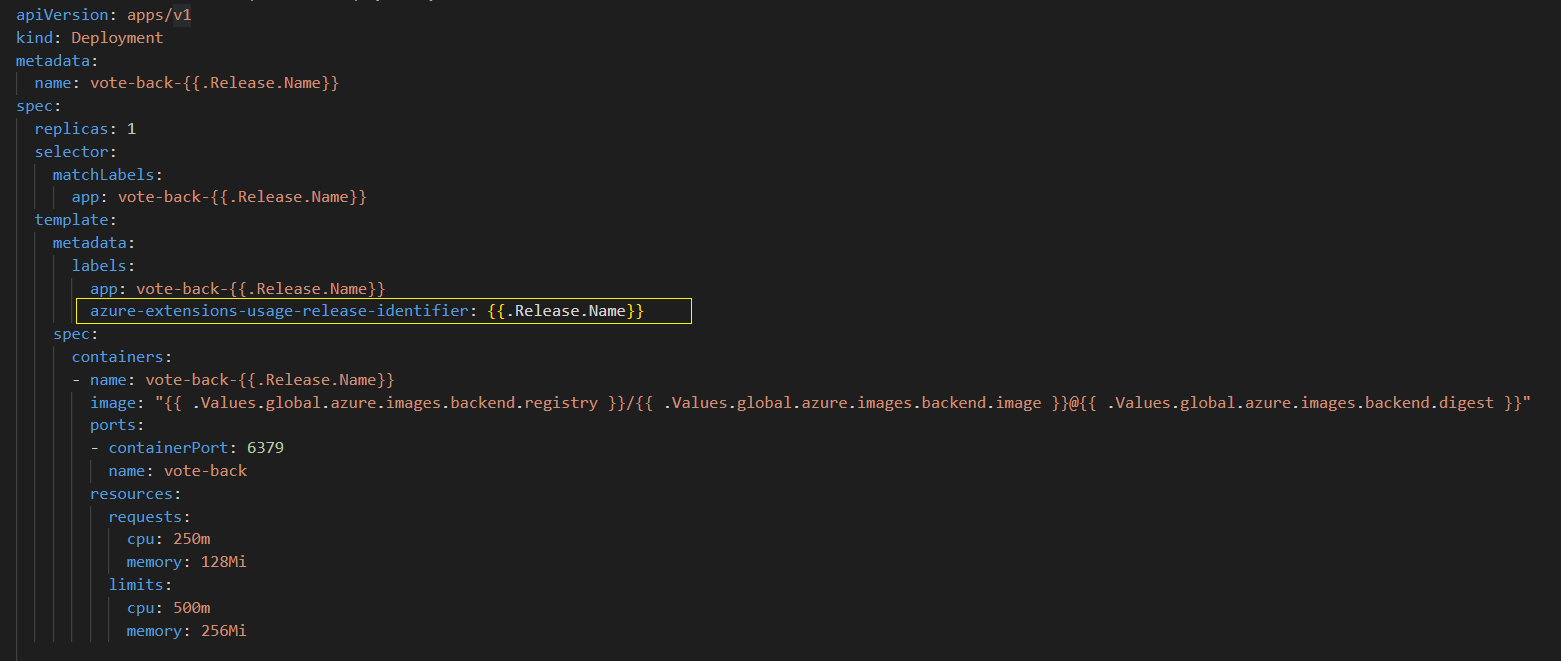 apiVersion: apps/v1
kind: Deployment
metadata:
  name: vote-back-{{.Release.Name}}
spec:
  replicas: 1
  selector:
    matchLabels:
      app: vote-back-{{.Release.Name}}
  template:
    metadata:
      labels:
        app: vote-back-{{.Release.Name}}
        azure-extensions-usage-release-identifier: {{.Release.Name}}
    spec:
      containers:
      - name: vote-back-{{.Release.Name}}
        image: "{{ .Values.global.azure.images.backend.registry }}/{{ .Values.global.azure.images.backend.image }}@{{ .Values.global.azure.images.backend.digest }}"
        ports:
        - containerPort: 6379
          name: vote-back
        resources:
          requests:
            cpu: 250m
            memory: 128Mi
          limits:
            cpu: 500m
            memory: 256Mi